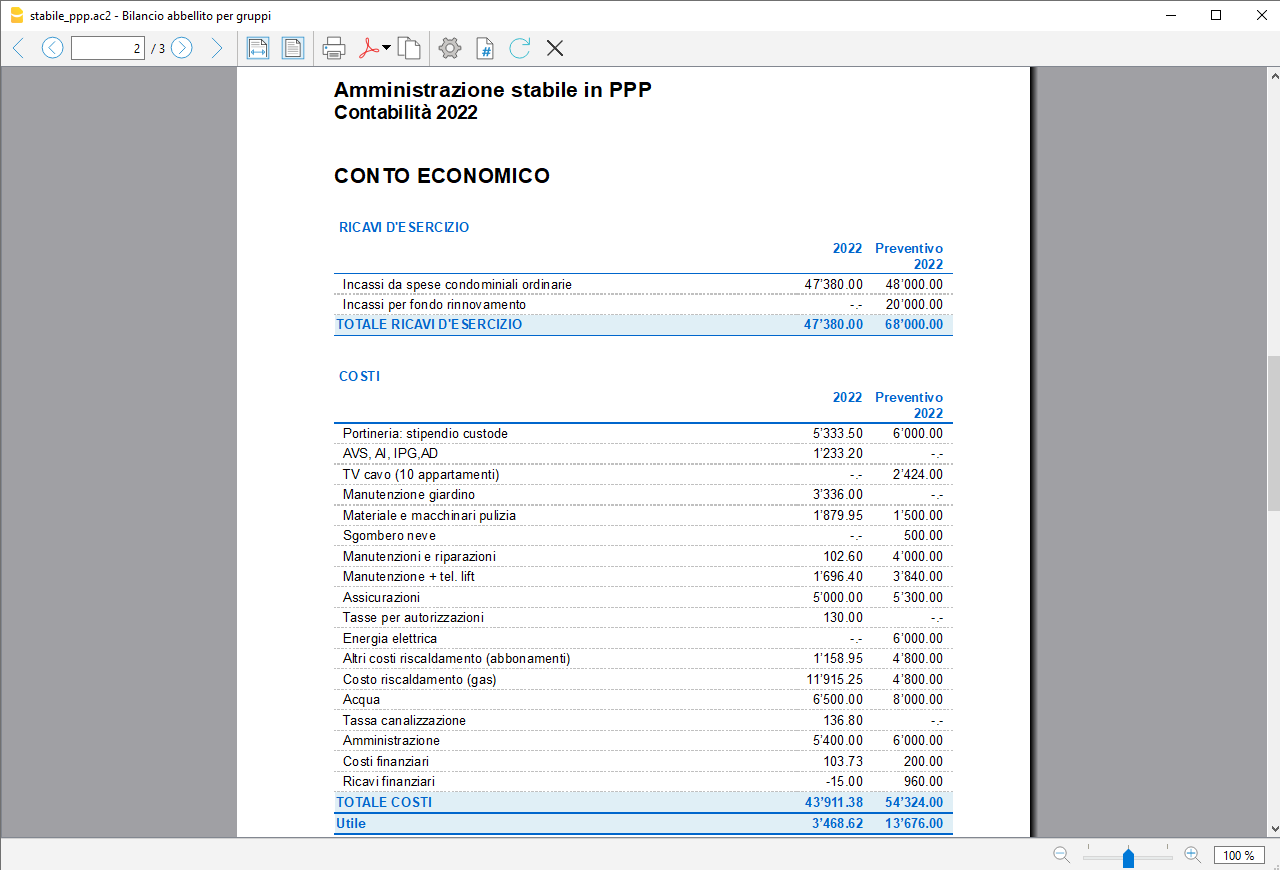 stabile_ppp.ac2 - Bilancio abbellito per gruppi
2 / 3
Amministrazione stabile in PPP
Contabilità 2022
CONTO ECONOMICO
RICAVI D'ESERCIZIO
2022 Preventivo
2022
Incassi da spese condominiali ordinarie 47'380.00 48'000.00
Incassi per fondo rinnovamento -.- 20'000.00
TOTALE RICAVI D'ESERCIZIO 47'380.00 68'000.00
COSTI
2022 Preventivo
2022
Portineria: stipendio custode 5'333.50 6'000.00
AVS, AI, IPG,AD 1'233.20 -.-
TV cavo (10 appartamenti) -.- 2'424.00
Manutenzione giardino 3'336.00 -.-
Materiale e macchinari pulizia 1'879.95 1'500.00
Sgombero neve -.- 500.00
Manutenzioni e riparazioni 102.60 4'000.00
Manutenzione + tel. lift 1'696.40 3'840.00
Assicurazioni 5'000.00 5'300.00
Tasse per autorizzazioni 130.00 -.-
Energia elettrica -.- 6'000.00
Altri costi riscaldamento (abbonamenti) 1'158.95 4'800.00
Costo riscaldamento (gas) 11'915.25 4'800.00
Acqua 6'500.00 8'000.00
Tassa canalizzazione 136.80 -.-
Amministrazione 5'400.00 6'000.00
Costi finanziari 103.73 200.00
Ricavi finanziari -15.00 960.00
TOTALE COSTI 43'911.38 54'324.00
Utile 3'468.62 13'676.00
100 %